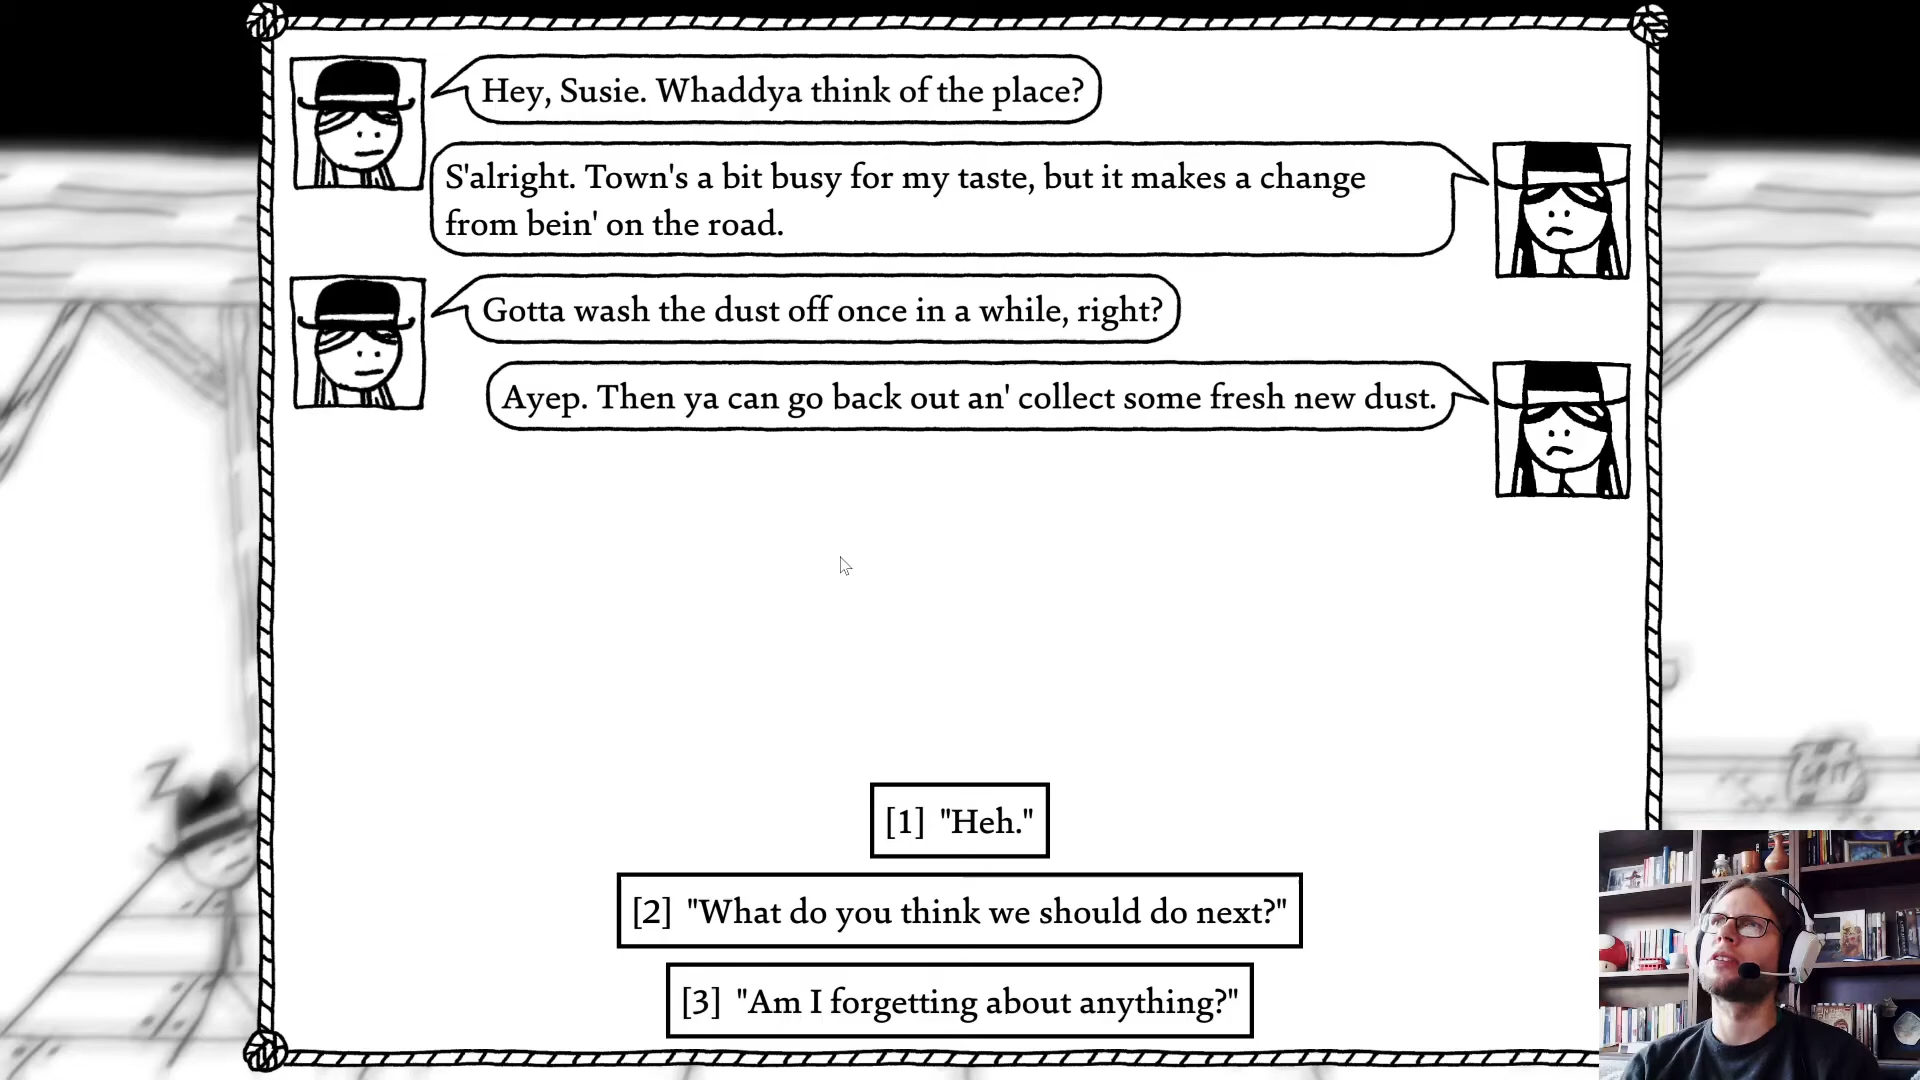 Hey, Susie. Whaddya think of the place?
S'alright. Town's a bit busy for my taste, but it makes a change
from bein' on the road.
Gotta wash the dust off once in a while, right?
Ayep. Then ya can go back out an' collect some fresh new dust.
[1] "Heh."
[2] "What do you think we should do next?"
[3] "Am I forgetting about anything?"
Z
SPIT